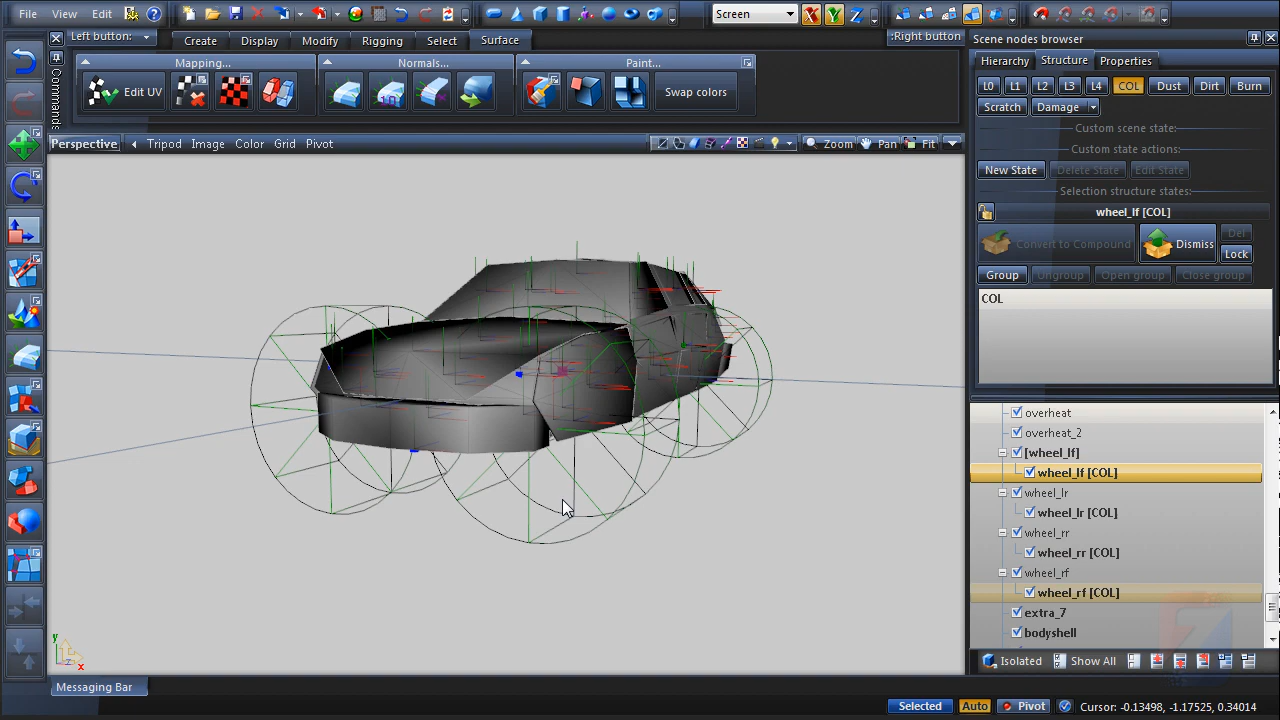 File View Edit
Screen X Y Z
Left button:
:Right button
Create Display Modify Rigging Select Surface
Mapping... Normals... Paint...
Edit UV
Swap colors
Commands
Perspective Tripod Image Color Grid Pivot
Zoom Pan Fit
Scene nodes browser
Hierarchy Structure Properties
L0 L1 L2 L3 L4 COL Dust Dirt Burn
Scratch Damage
Custom scene state:
Custom state actions:
New State Delete State Edit State
Selection structure states:
wheel_lf [COL]
Convert to Compound Dismiss Del
Lock
Group Ungroup Open group Close group
COL
overheat
overheat_2
[wheel_lf]
wheel_lf [COL]
wheel_lr
wheel_lr [COL]
wheel_rr
wheel_rr [COL]
wheel_rf
wheel_rf [COL]
extra_7
bodyshell
Isolated Show All
y
z x
Messaging Bar
Selected Auto Pivot Cursor: -0.13498, -1.17525, 0.34014